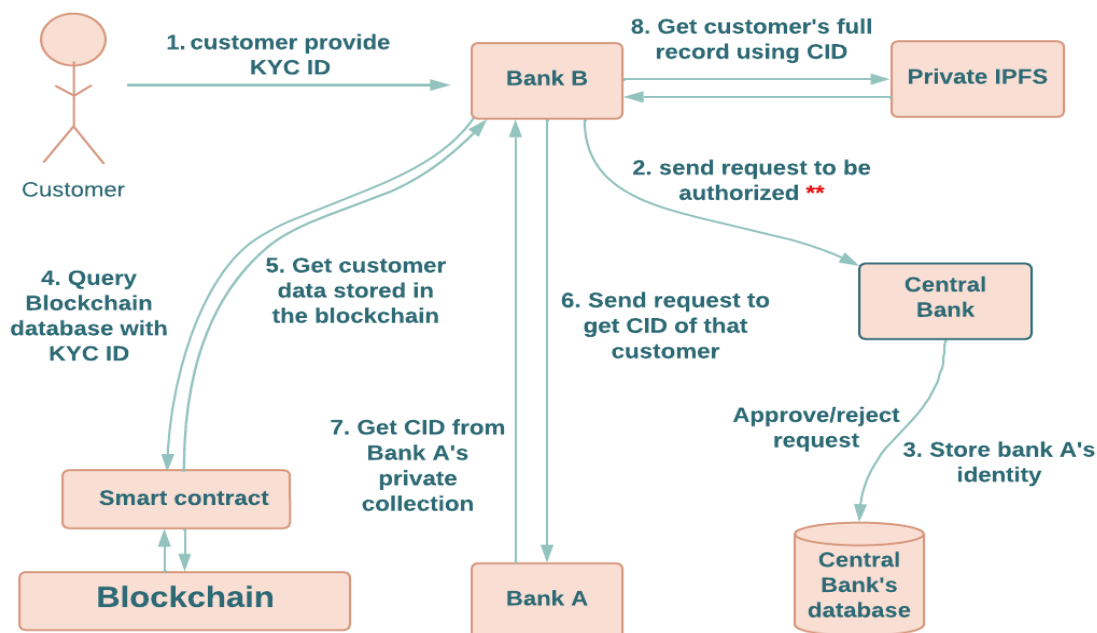 1. customer provide
KYC ID
Customer
Bank B
8. Get customer's full
record using CID
Private IPFS
2. send request to be
authorized **
4. Query
Blockchain
database with
KYC ID
5. Get customer
data stored in
the blockchain
6. Send request to
get CID of that
customer
Central
Bank
7. Get CID from
Bank A's
private
collection
Approve/reject
request
3. Store bank A's
identity
Smart contract
Blockchain
Bank A
Central
Bank's
database